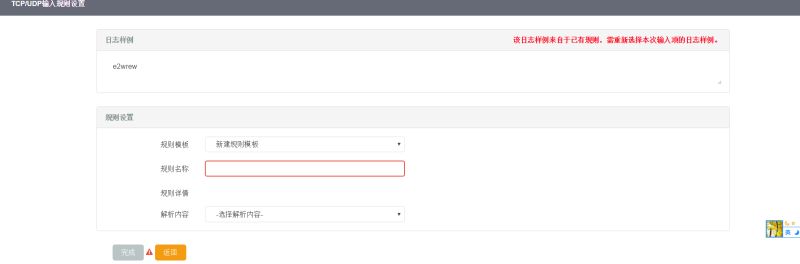 TCP/UDP输入规则设置
日志样例 该日志样例来自于已有规则，需重新选择本次输入项的日志样例。
e2wrew
规则设置
规则模板 新建规则模板
规则名称
规则详情
解析内容 -选择解析内容-
完成 返回
英